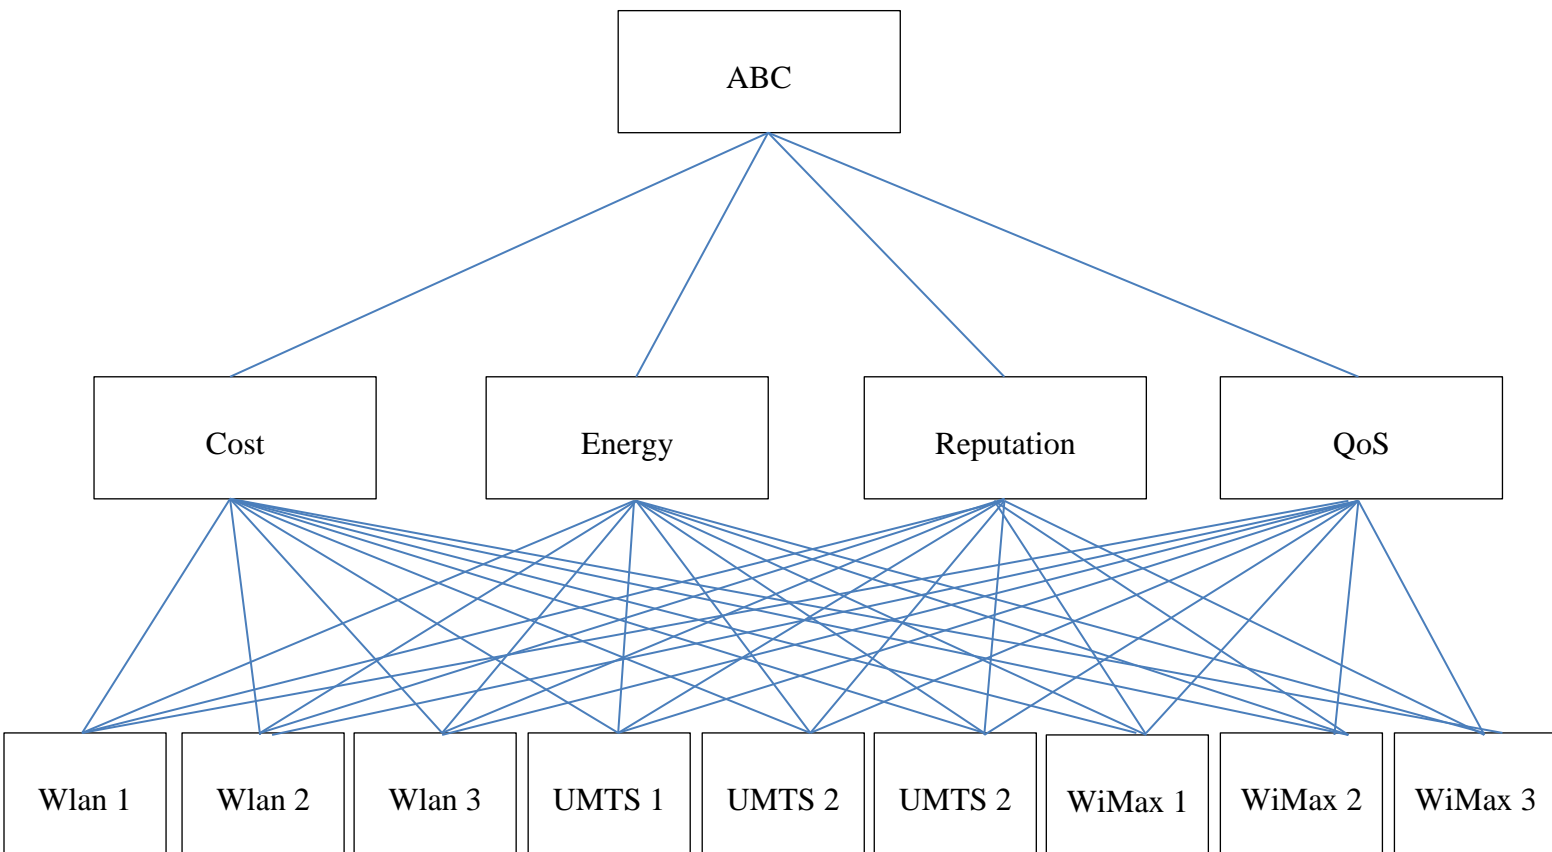 ABC
Cost
Energy
Reputation
QoS
Wlan 1
Wlan 2
Wlan 3
UMTS 1
UMTS 2
UMTS 2
WiMax 1
WiMax 2
WiMax 3